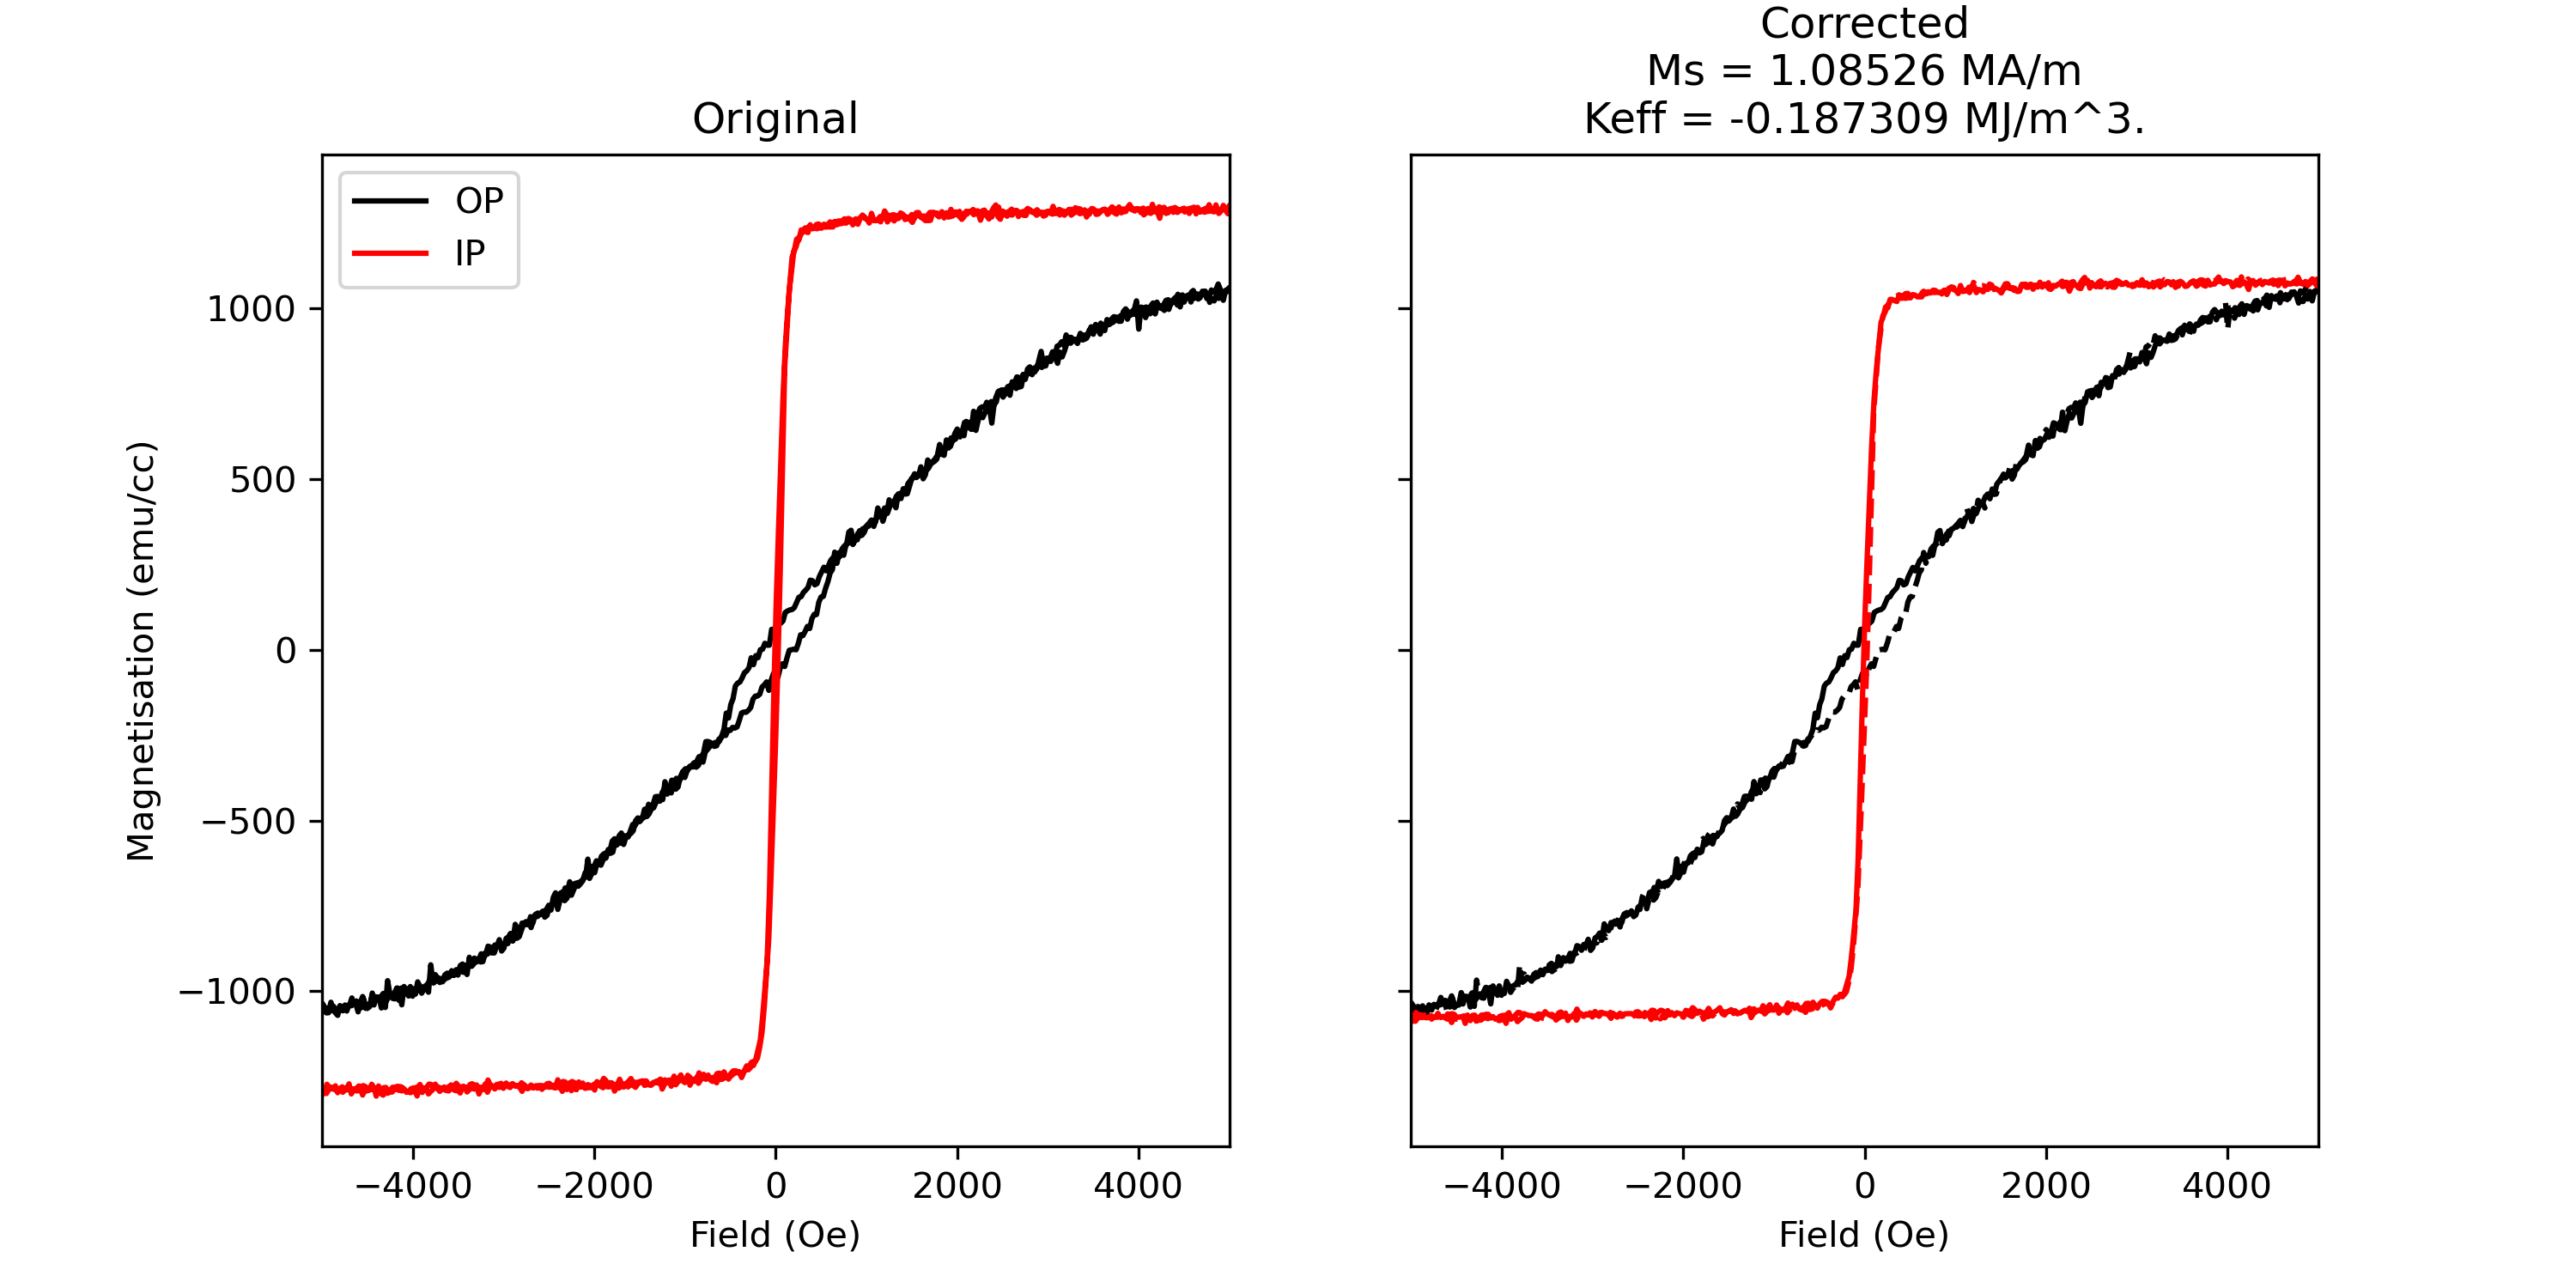 Original
Corrected
Ms = 1.08526 MA/m
Keff = -0.187309 MJ/m^3.
OP
IP
Magnetisation (emu/cc)
1000
500
0
−500
−1000
−4000
−2000
0
2000
4000
Field (Oe)
−4000
−2000
0
2000
4000
Field (Oe)